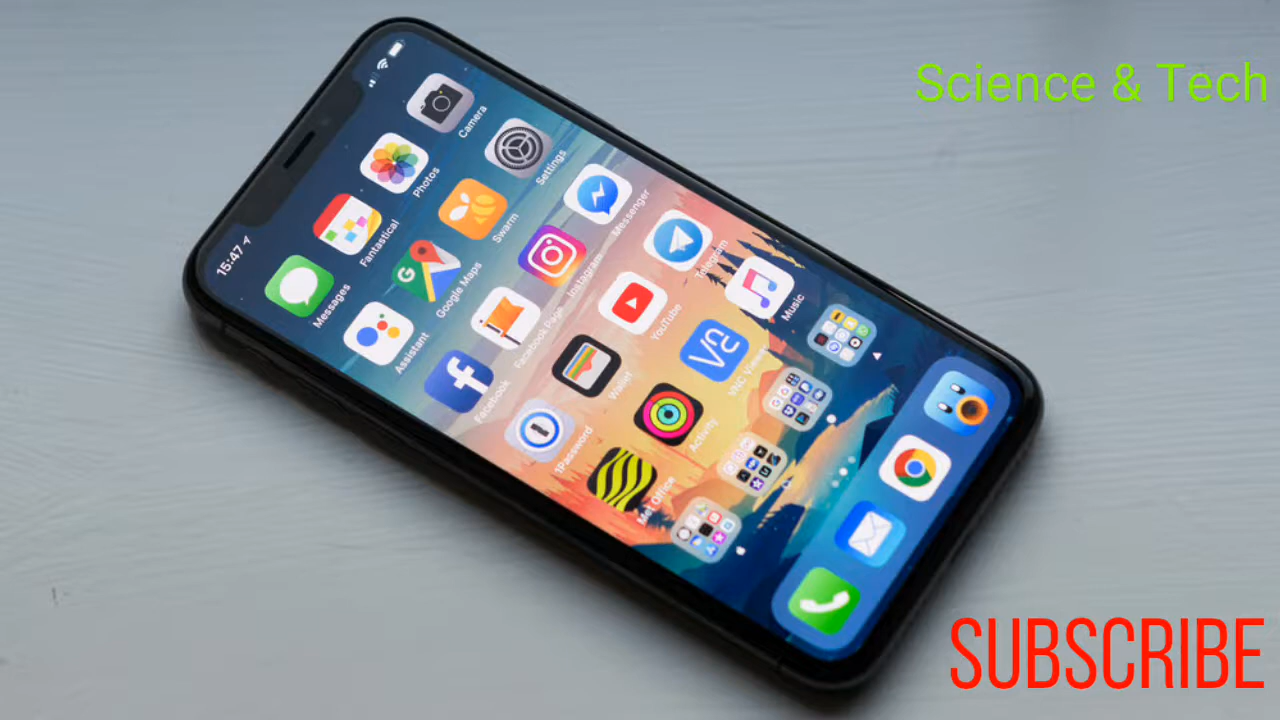 Science & Tech
15:47
Messages
Fantastical
Photos
Camera
Assistant
Google Maps
Swarm
Settings
Facebook
Facebook Page
Instagram
Messenger
1Password
Wallet
YouTube
Telegram
Met Office
Activity
VNC Viewer
Music
SUBSCRIBE